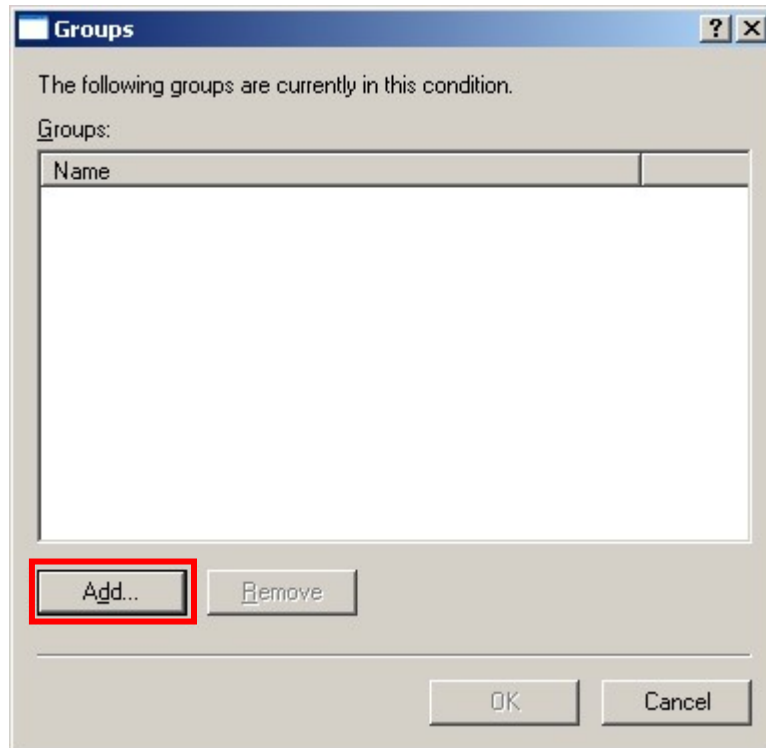 Groups
The following groups are currently in this condition.
Groups:
Name
Add... Remove
OK Cancel